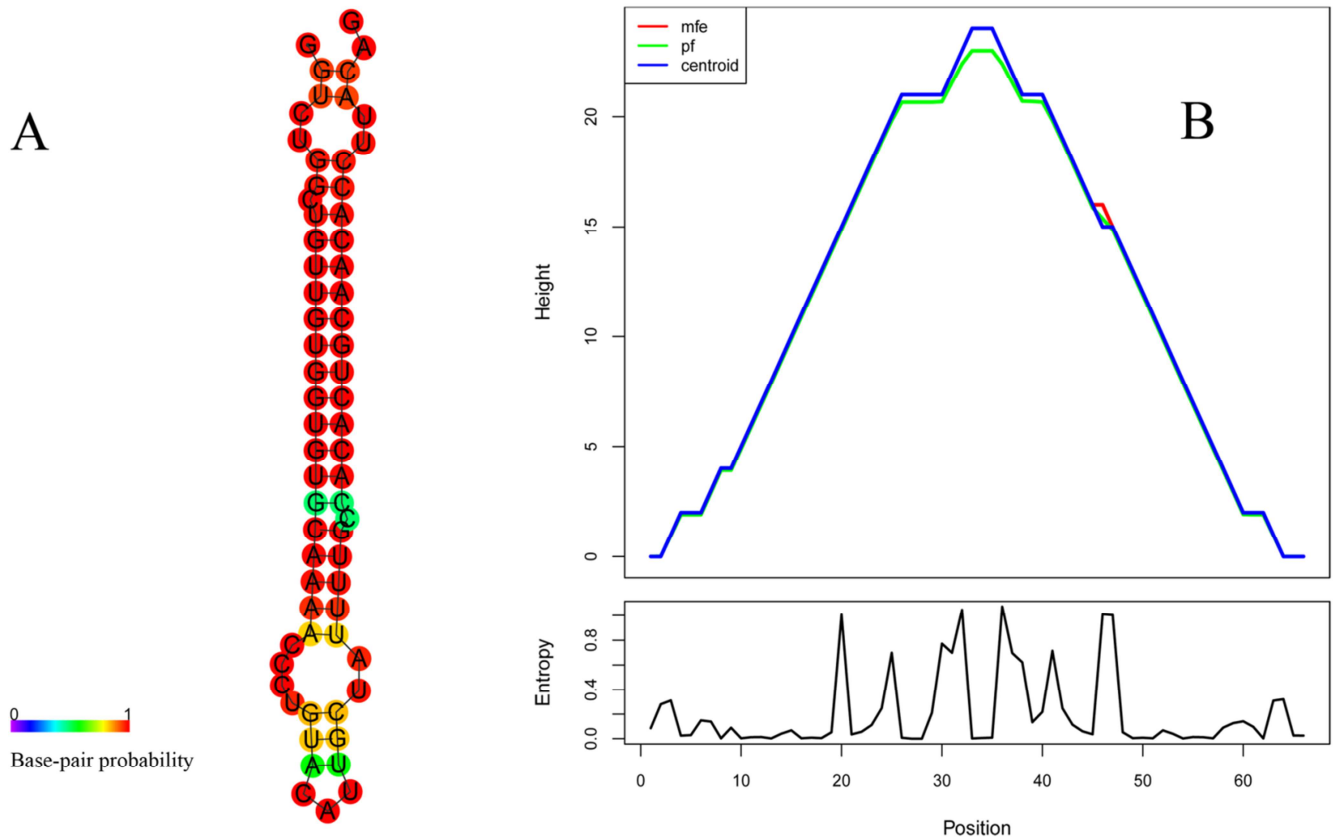 A
G
G A
G C
U A
C U
U U
G C
G C
C
U A
G C
U A
U A
G C
U G
G U
G C
U A
G C
U A
G C
C
C G
A U
A U
A U
A U
C
C A
C
U U
G C
U G
A U
C U
A
0 1
Base-pair probability
mfe
pf
centroid
B
Height
20
15
10
5
0
Entropy
0.8
0.4
0.0
0 10 20 30 40 50 60
Position